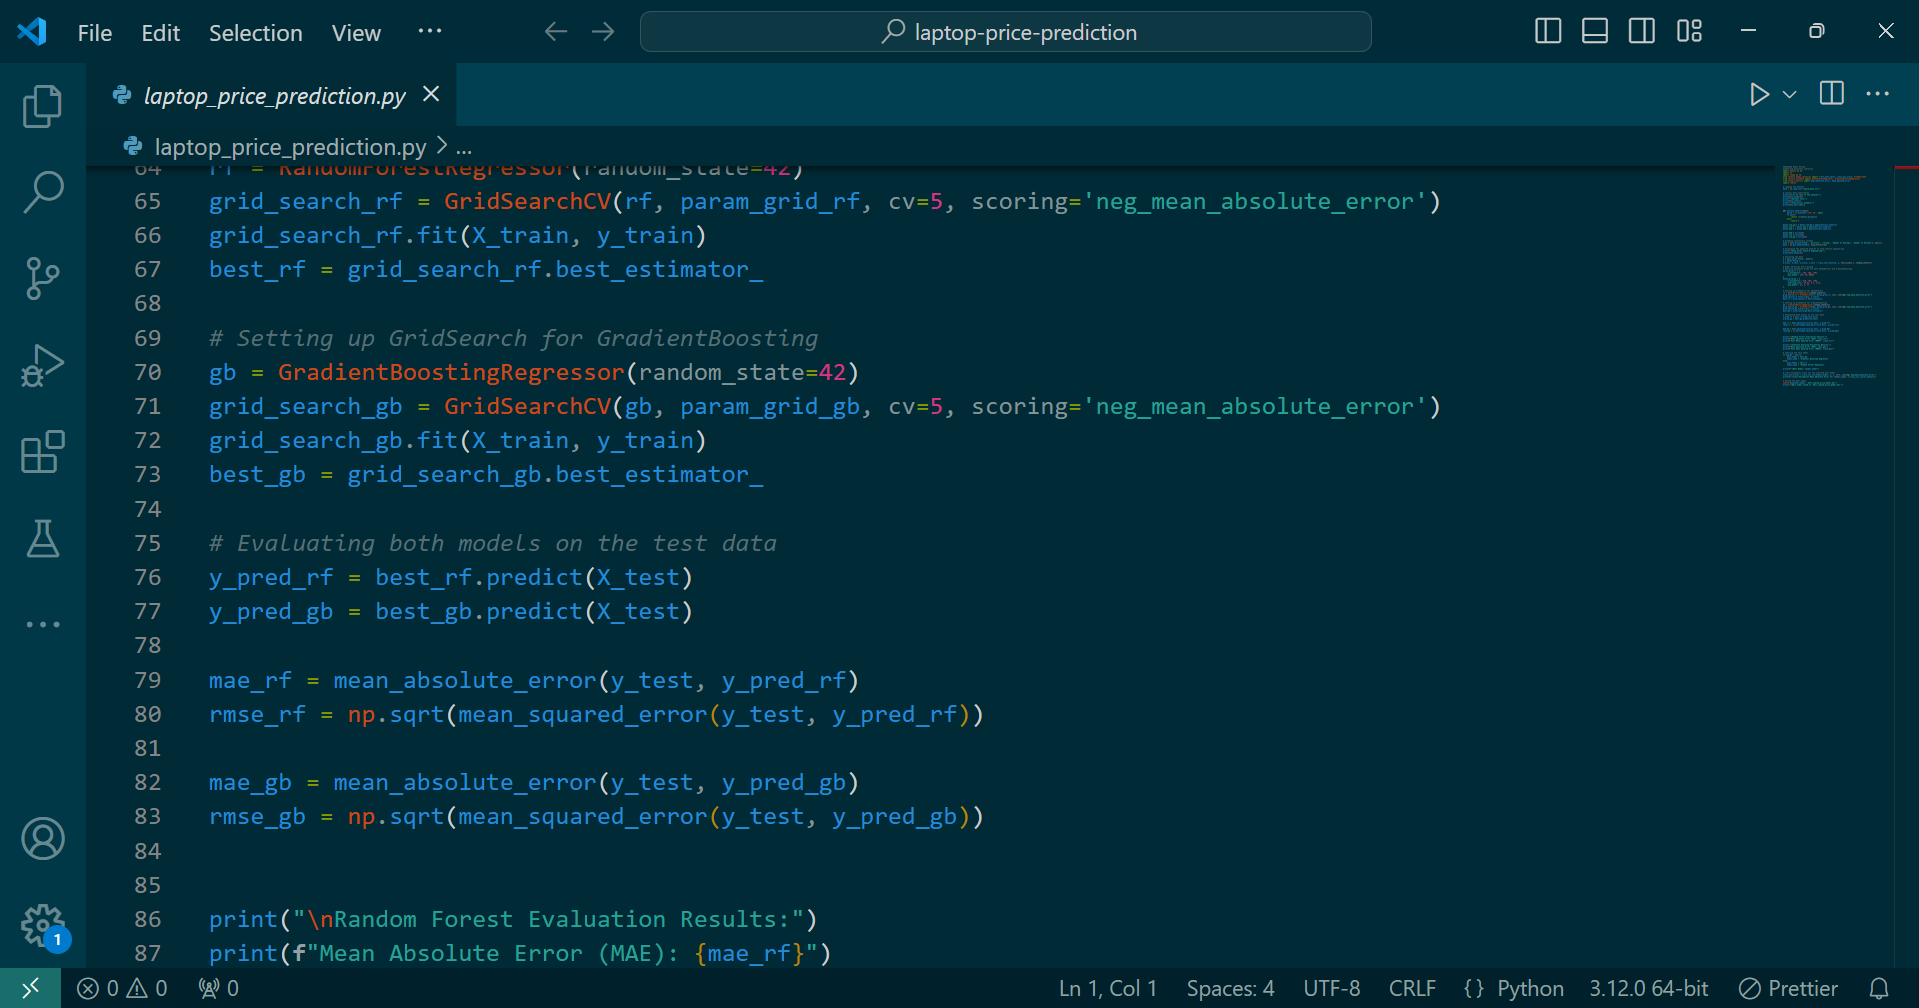 File Edit Selection View ···
laptop-price-prediction
laptop_price_prediction.py
laptop_price_prediction.py > ...
64 rf = RandomForestRegressor(random_state=42)
65 grid_search_rf = GridSearchCV(rf, param_grid_rf, cv=5, scoring='neg_mean_absolute_error')
66 grid_search_rf.fit(X_train, y_train)
67 best_rf = grid_search_rf.best_estimator_
68
69 # Setting up GridSearch for GradientBoosting
70 gb = GradientBoostingRegressor(random_state=42)
71 grid_search_gb = GridSearchCV(gb, param_grid_gb, cv=5, scoring='neg_mean_absolute_error')
72 grid_search_gb.fit(X_train, y_train)
73 best_gb = grid_search_gb.best_estimator_
74
75 # Evaluating both models on the test data
76 y_pred_rf = best_rf.predict(X_test)
77 y_pred_gb = best_gb.predict(X_test)
78
79 mae_rf = mean_absolute_error(y_test, y_pred_rf)
80 rmse_rf = np.sqrt(mean_squared_error(y_test, y_pred_rf))
81
82 mae_gb = mean_absolute_error(y_test, y_pred_gb)
83 rmse_gb = np.sqrt(mean_squared_error(y_test, y_pred_gb))
84
85
86 print("\nRandom Forest Evaluation Results:")
87 print(f"Mean Absolute Error (MAE): {mae_rf}")
1
0 0 0 Ln 1, Col 1 Spaces: 4 UTF-8 CRLF {} Python 3.12.0 64-bit Prettier